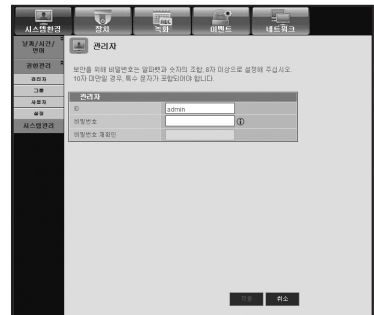 시스템환경 장치 녹화 이벤트 네트워크
날짜/시간/
언어
권한관리
관리자
그룹
사용자
설정
시스템관리
관리자
보안을 위해 비밀번호는 알파벳과 숫자의 조합, 8자 이상으로 설정해 주십시오.
10자 미만일 경우, 특수 문자가 포함되어야 합니다.
관리자
ID admin
비밀번호
비밀번호 재확인
적용 취소